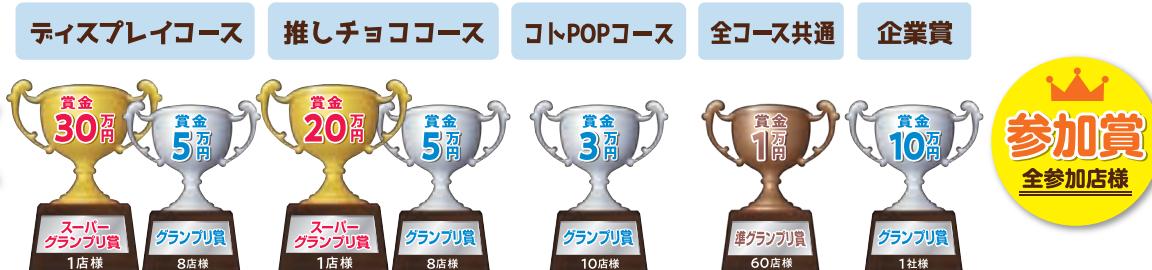 ディスプレイコース
推しチョココース
コトPOPコース
全コース共通
企業賞
賞金
30万円
スーパー
グランプリ賞
1店様
賞金
5万円
グランプリ賞
8店様
賞金
20万円
スーパー
グランプリ賞
1店様
賞金
5万円
グランプリ賞
8店様
賞金
3万円
グランプリ賞
10店様
賞金
1万円
準グランプリ賞
60店様
賞金
10万円
グランプリ賞
1社様
参加賞
全参加店様